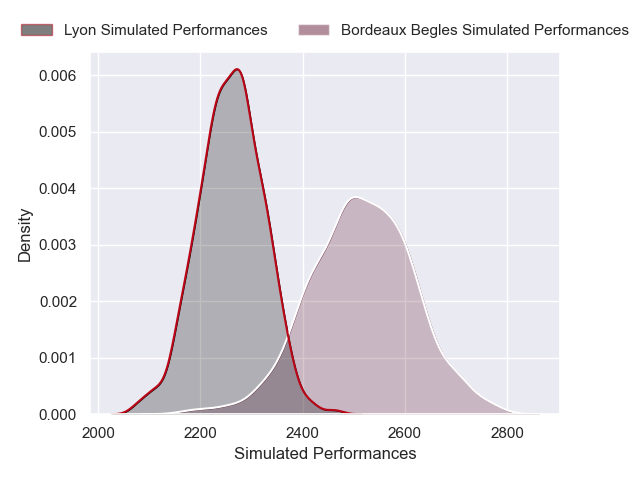 Lyon Simulated Performances
Bordeaux Begles Simulated Performances
0.006
0.005
0.004
0.003
0.002
0.001
0.000
Density
2000 2200 2400 2600 2800
Simulated Performances